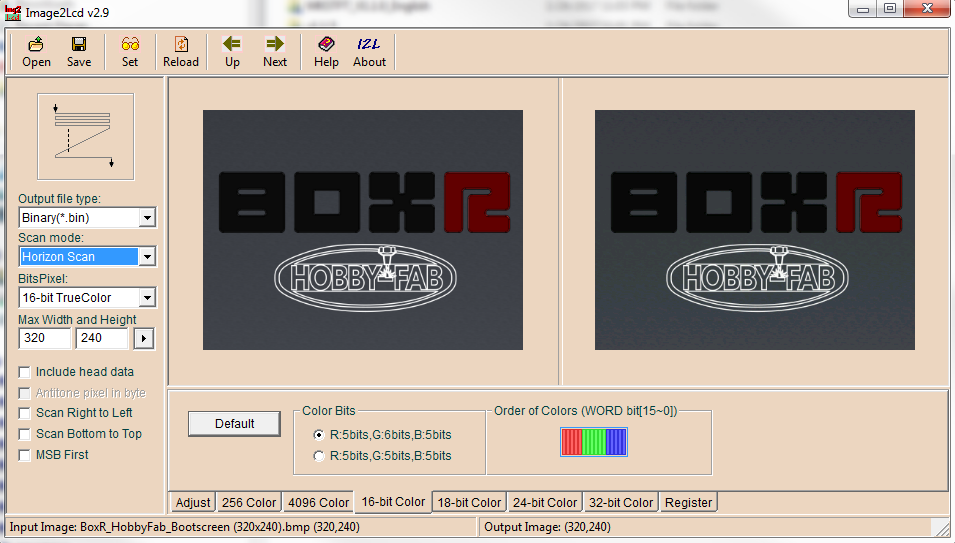 Image2Lcd v2.9
Open Save Set Reload Up Next Help About
I2L
Output file type:
Binary(*.bin)
Scan mode:
Horizon Scan
BitsPixel:
16-bit TrueColor
Max Width and Height
320 240
Include head data
Antitone pixel in byte
Scan Right to Left
Scan Bottom to Top
MSB First
BOXR
HOBBY-FAB
BOXR
HOBBY-FAB
Default
Color Bits
R:5bits,G:6bits,B:5bits
R:5bits,G:5bits,B:5bits
Order of Colors (WORD bit[15~0])
Adjust 256 Color 4096 Color 16-bit Color 18-bit Color 24-bit Color 32-bit Color Register
Input Image: BoxR_HobbyFab_Bootscreen (320x240).bmp (320,240)
Output Image: (320,240)